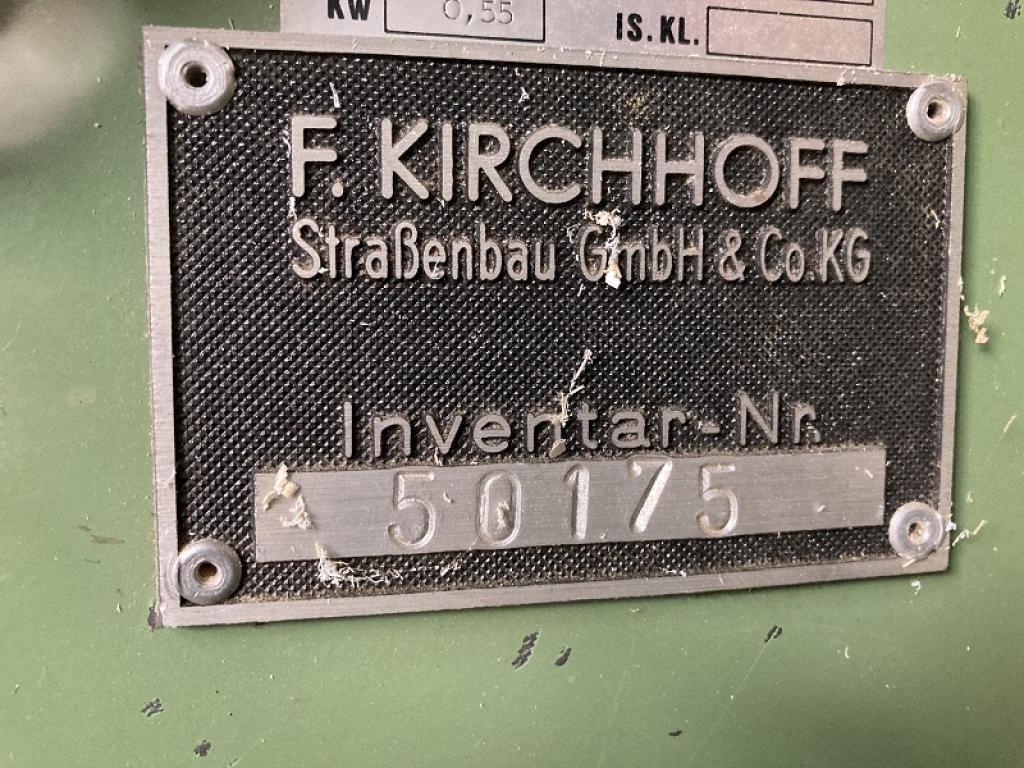 KW 0,55 IS. KL.
F. KIRCHHOFF
Straßenbau GmbH & Co. KG
Inventar-Nr.
50175